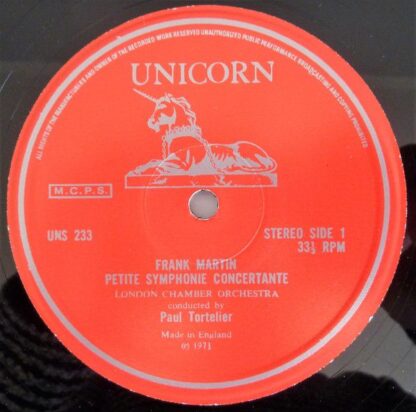 ALL RIGHTS OF THE MANUFACTURERS AND OWNER OF THE RECORDED WORK RESERVED UNAUTHORISED PUBLIC PERFORMANCE BROADCASTING AND COPYING PROHIBITED
UNICORN
M.C.P.S.
UNS 233
STEREO SIDE 1
33⅓ RPM
FRANK MARTIN
PETITE SYMPHONIE CONCERTANTE
LONDON CHAMBER ORCHESTRA
conducted by
Paul Tortelier
Made in England
℗ 1971